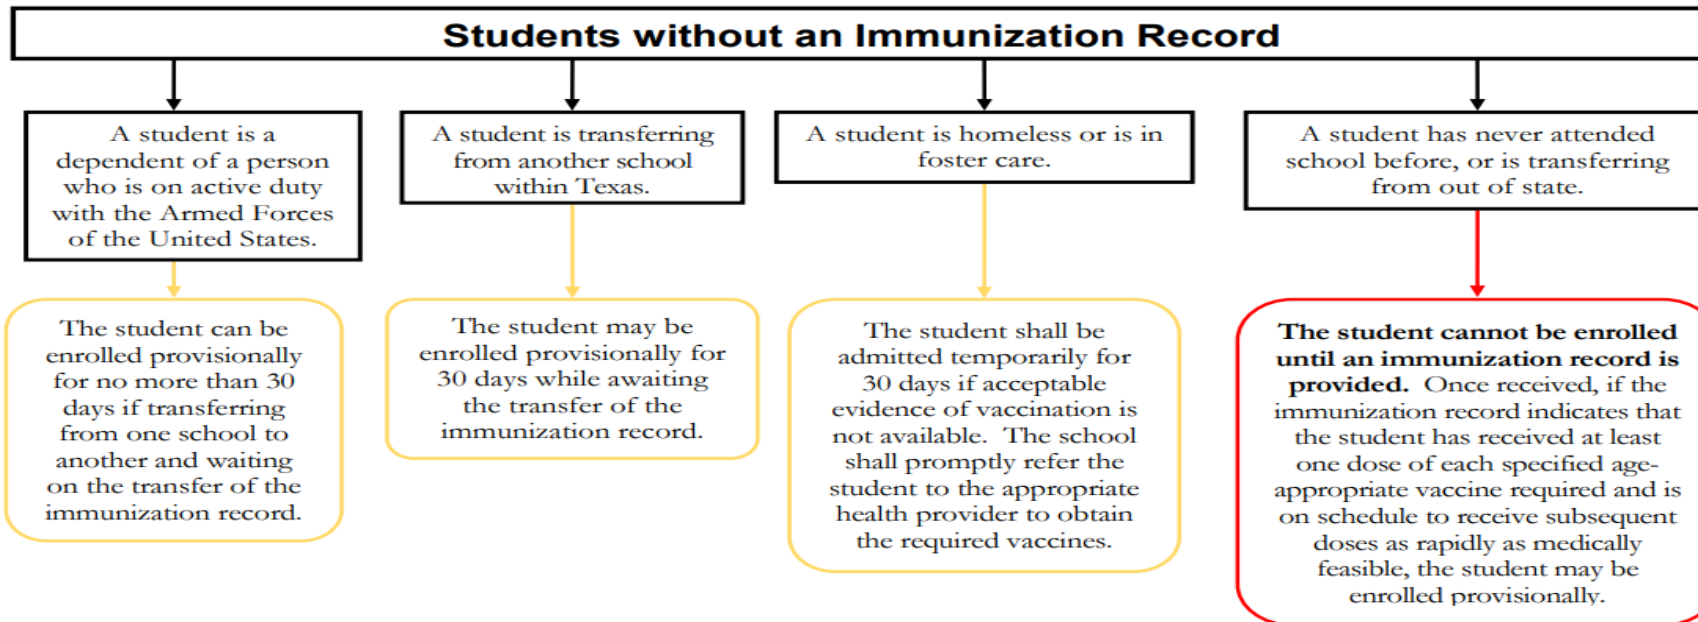 Students without an Immunization Record
A student is a
dependent of a person
who is on active duty
with the Armed Forces
of the United States.
A student is transferring
from another school
within Texas.
A student is homeless or is in
foster care.
A student has never attended
school before, or is transferring
from out of state.
The student can be
enrolled provisionally
for no more than 30
days if transferring
from one school to
another and waiting
on the transfer of the
immunization record.
The student may be
enrolled provisionally for
30 days while awaiting
the transfer of the
immunization record.
The student shall be
admitted temporarily for
30 days if acceptable
evidence of vaccination is
not available.  The school
shall promptly refer the
student to the appropriate
health provider to obtain
the required vaccines.
The student cannot be enrolled
until an immunization record is
provided.  Once received, if the
immunization record indicates that
the student has received at least
one dose of each specified age-
appropriate vaccine required and is
on schedule to receive subsequent
doses as rapidly as medically
feasible, the student may be
enrolled provisionally.